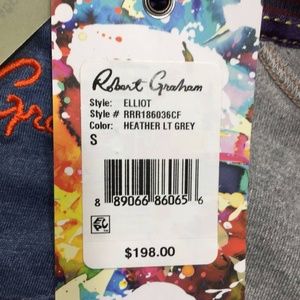 Robert Graham
Style: ELLIOT
Style # RRR186036CF
Color: HEATHER LT GREY
S
8 89066 86065 6
$198.00